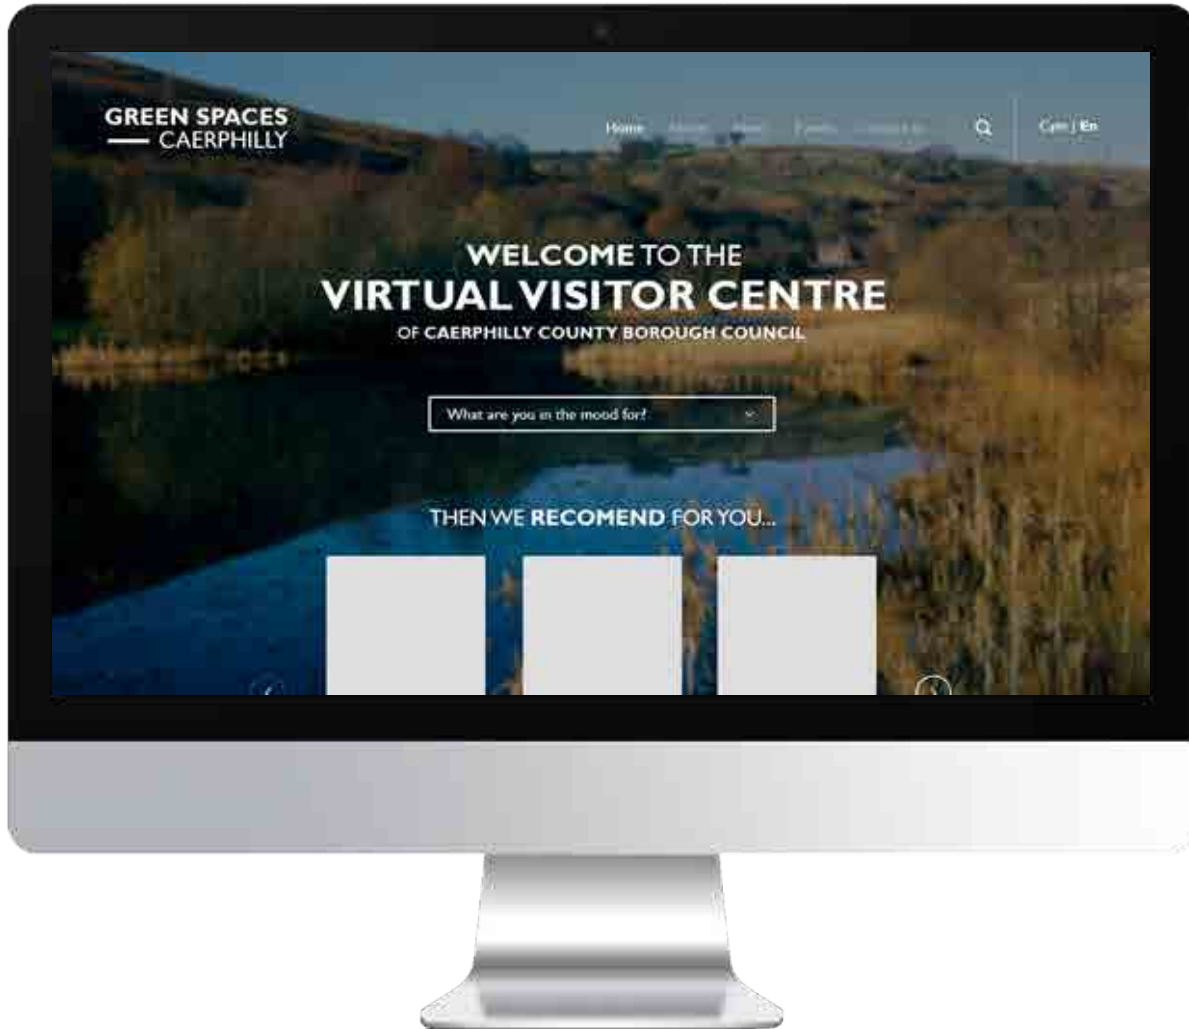 GREEN SPACES
CAERPHILLY
Home
Cym | En
WELCOME TO THE
VIRTUAL VISITOR CENTRE
OF CAERPHILLY COUNTY BOROUGH COUNCIL
What are you in the mood for?
THEN WE RECOMEND FOR YOU...